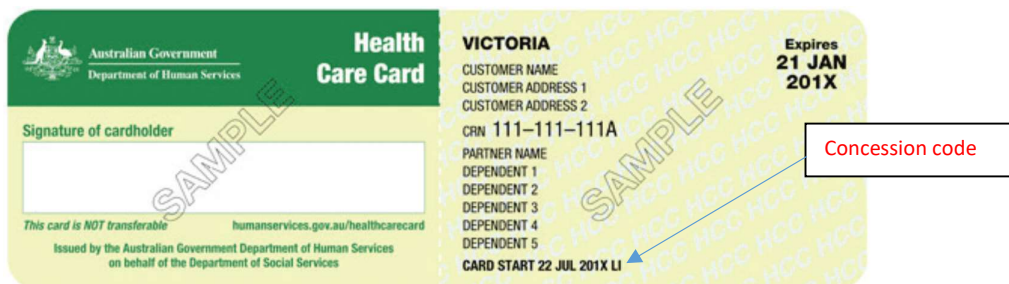 Australian Government
Department of Human Services
Health
Care Card
Signature of cardholder
SAMPLE
This card is NOT transferable
humanservices.gov.au/healthcarecard
Issued by the Australian Government Department of Human Services
on behalf of the Department of Social Services
VICTORIA
CUSTOMER NAME
CUSTOMER ADDRESS 1
CUSTOMER ADDRESS 2
CRN 111–111–111A
PARTNER NAME
DEPENDENT 1
DEPENDENT 2
DEPENDENT 3
DEPENDENT 4
DEPENDENT 5
CARD START 22 JUL 201X LI
SAMPLE
Expires
21 JAN
201X
HCC HCC HCC HCC
Concession code